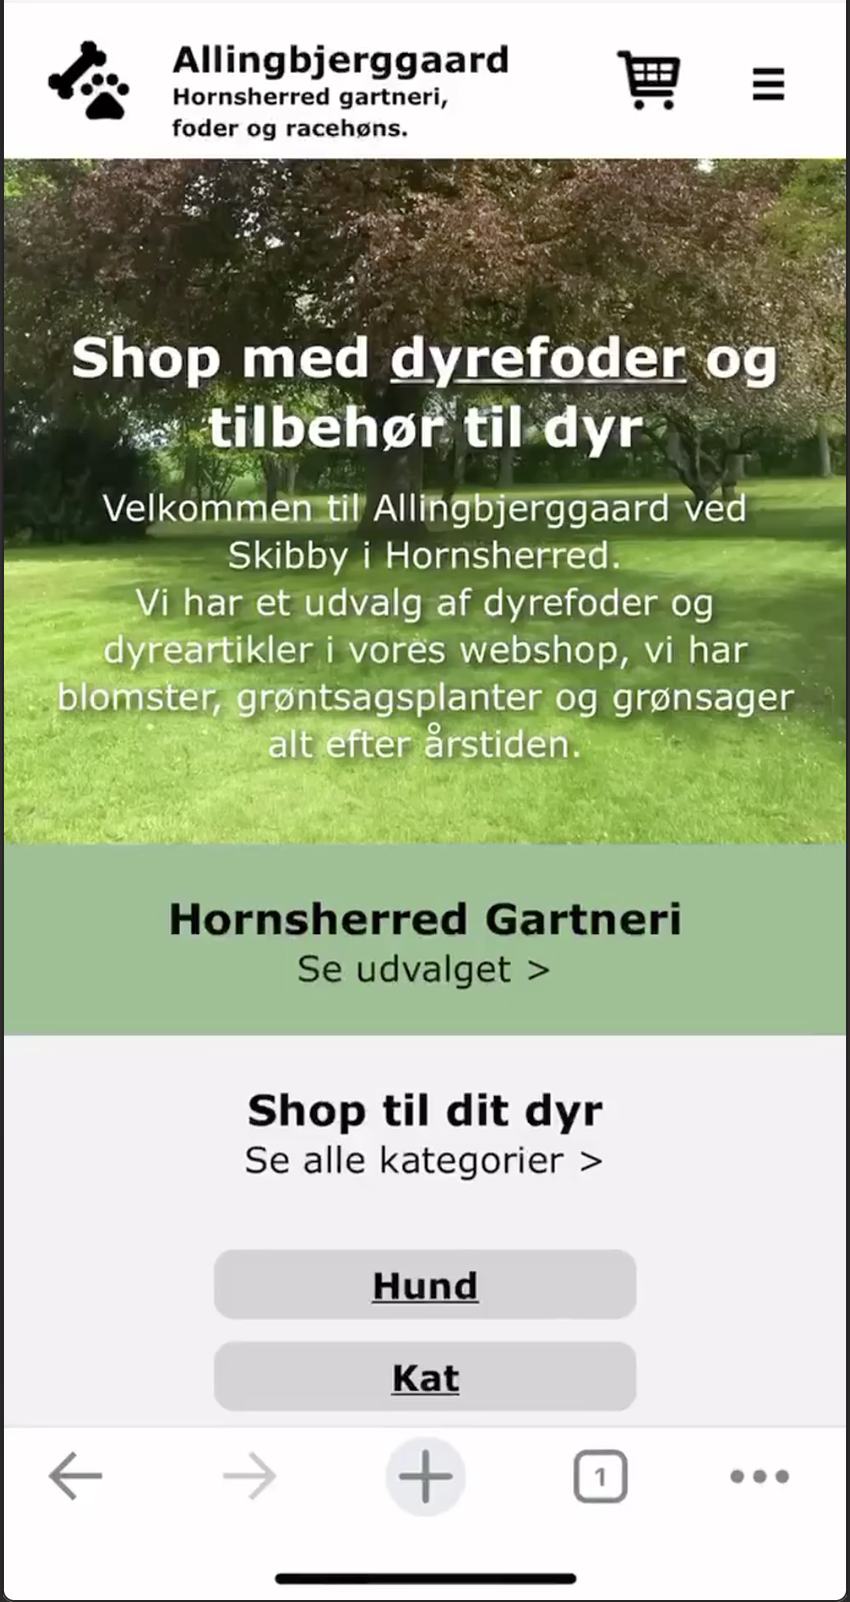 Allingbjerggaard
Hornsherred gartneri,
foder og racehøns.
Shop med dyrefoder og
tilbehør til dyr
Velkommen til Allingbjerggaard ved
Skibby i Hornsherred.
Vi har et udvalg af dyrefoder og
dyreartikler i vores webshop, vi har
blomster, grøntsagsplanter og grønsager
alt efter årstiden.
Hornsherred Gartneri
Se udvalget >
Shop til dit dyr
Se alle kategorier >
Hund
Kat
1